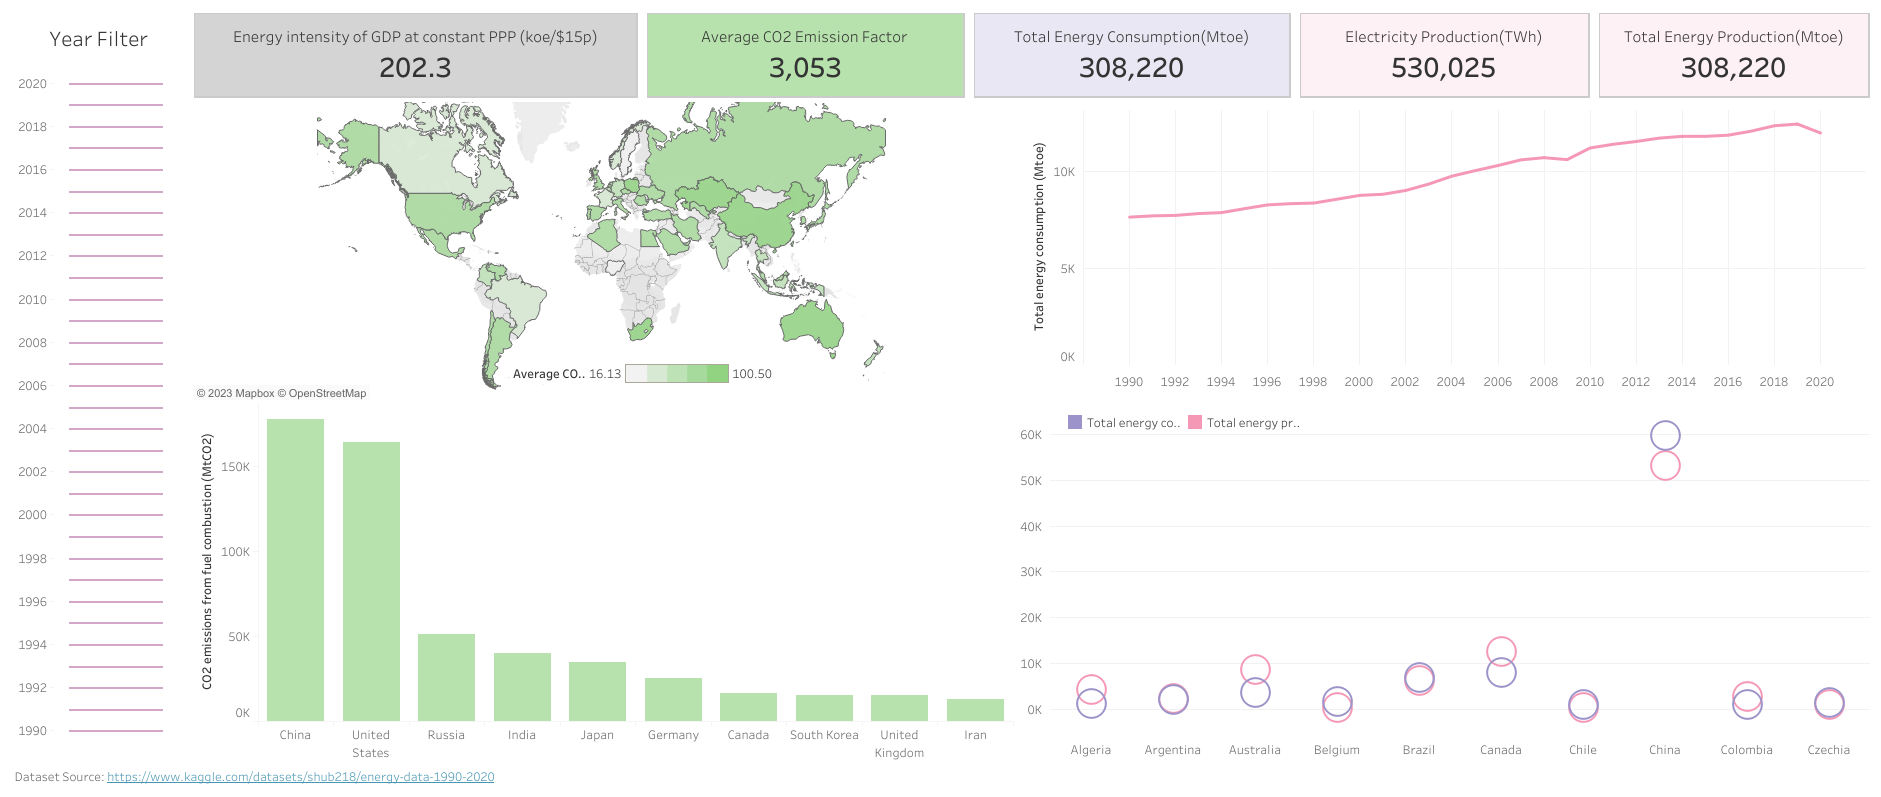 Year Filter
2020
2018
2016
2014
2012
2010
2008
2006
2004
2002
2000
1998
1996
1994
1992
1990
Energy intensity of GDP at constant PPP (koe/$15p)
202.3
Average CO2 Emission Factor
3,053
Total Energy Consumption(Mtoe)
308,220
Electricity Production(TWh)
530,025
Total Energy Production(Mtoe)
308,220
Average CO.. 16.13 100.50
© 2023 Mapbox © OpenStreetMap
Total energy consumption (Mtoe)
10K
5K
0K
1990 1992 1994 1996 1998 2000 2002 2004 2006 2008 2010 2012 2014 2016 2018 2020
CO2 emissions from fuel combustion (MtCO2)
150K
100K
50K
0K
China United States Russia India Japan Germany Canada South Korea United Kingdom Iran
Total energy co.. Total energy pr..
60K
50K
40K
30K
20K
10K
0K
Algeria Argentina Australia Belgium Brazil Canada Chile China Colombia Czechia
Dataset Source: https://www.kaggle.com/datasets/shub218/energy-data-1990-2020